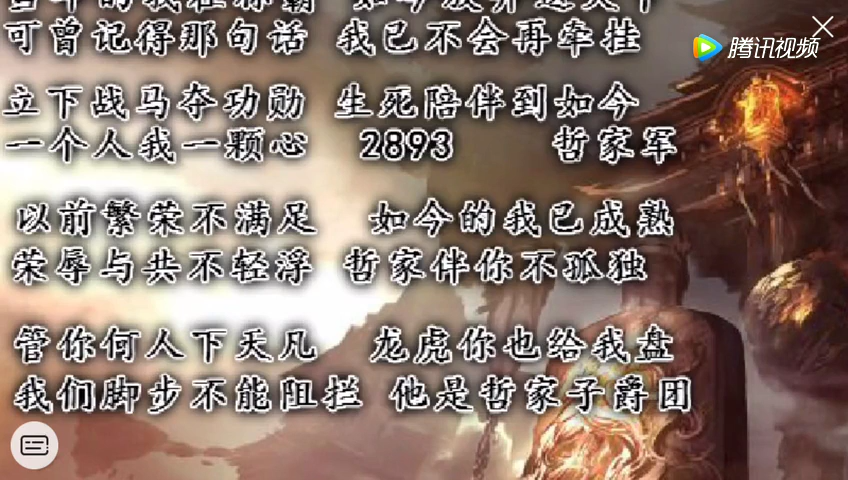 可曾记得那句话 我已不会再牵挂
腾讯视频
立下战马夺功勋 生死陪伴到如今
一个人我一颗心 2893 哲家军
以前繁荣不满足 如今的我已成熟
荣辱与共不轻浮 哲家伴你不孤独
管你何人下天凡 龙虎你也给我盘
我们脚步不能阻拦 他是哲家子爵团